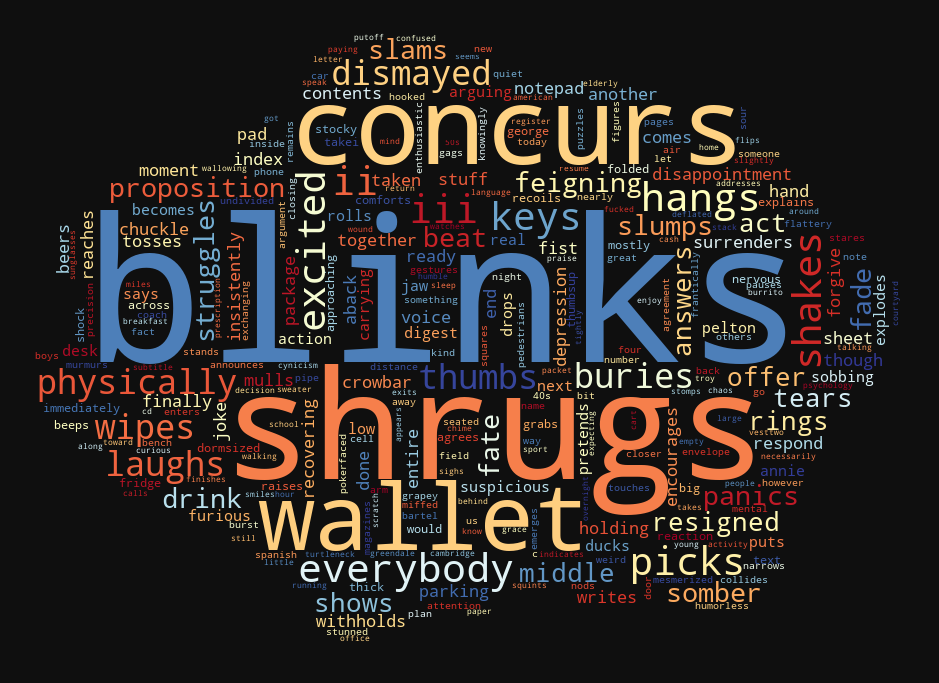 putoff confused
paying slams seems new
letter
car dismayed quiet elderly
speak contents hooked arguing american notepad another
concurs
got stocky enthusiastic knowingly register george puzzles figures pages sour
pad takei sos today comes flips
inside remains mind gags home air someone
index let slightly
moment wallowing phone closing return language resume folded disappointment
proposition undivided ii taken stuff feigning nearly addresses explains hand
becomes comforts iii recoils hangs around flattery
beers reaches chuckle argument rolls wound watches keys fucked deflated stack act
sunglasses tosses struggles excited together beat real fist mostly slumps cash surrenders stares
blinks
precision shock miles says insistently package approaching aback carrying ready gestures praise great answers frantically nervous shakes forgive note
across prescription exchanging jaw humble sleep night tightly thumbsup pauses fade explodes courtyard
coach something end drops depression enjoy agreement burrito
breakfast voice pedestrians pelton
fact action digest squares others sheet
boys desk stands kind four talking
murmurs announces cynicism distance packet number back though
subtitle mulls pipe crowbar exits thumbs next buries troy offer go sobbing
physically decision sweater away 40s bit stomps chaos psychology
immediately finally joke shrugs seated name cart tears
cd enters school low chime grabs pretends expecting large rings
beeps wipes recovering cell appears agrees fate way encourages empty vestwo respond
along toward bench walking pokerfaced done entire field sport closer envelope necessarily
curious dormsized
laughs sighs annie
fridge finishes raises arm suspicious overnight touches big people however
calls drink smiles hour scratch grapey behind panics
furious magazines miffed takes mental
burst wallet bartel us grace holding resigned
still would know emerges ducks reaction puts
spanish turtleneck greendale cambridge indicates weird young activity text
little everybody middle picks narrows
running thick parking squints nods door mesmerized collides
shows attention writes somber
withholds plan paper humorless
stunned
office